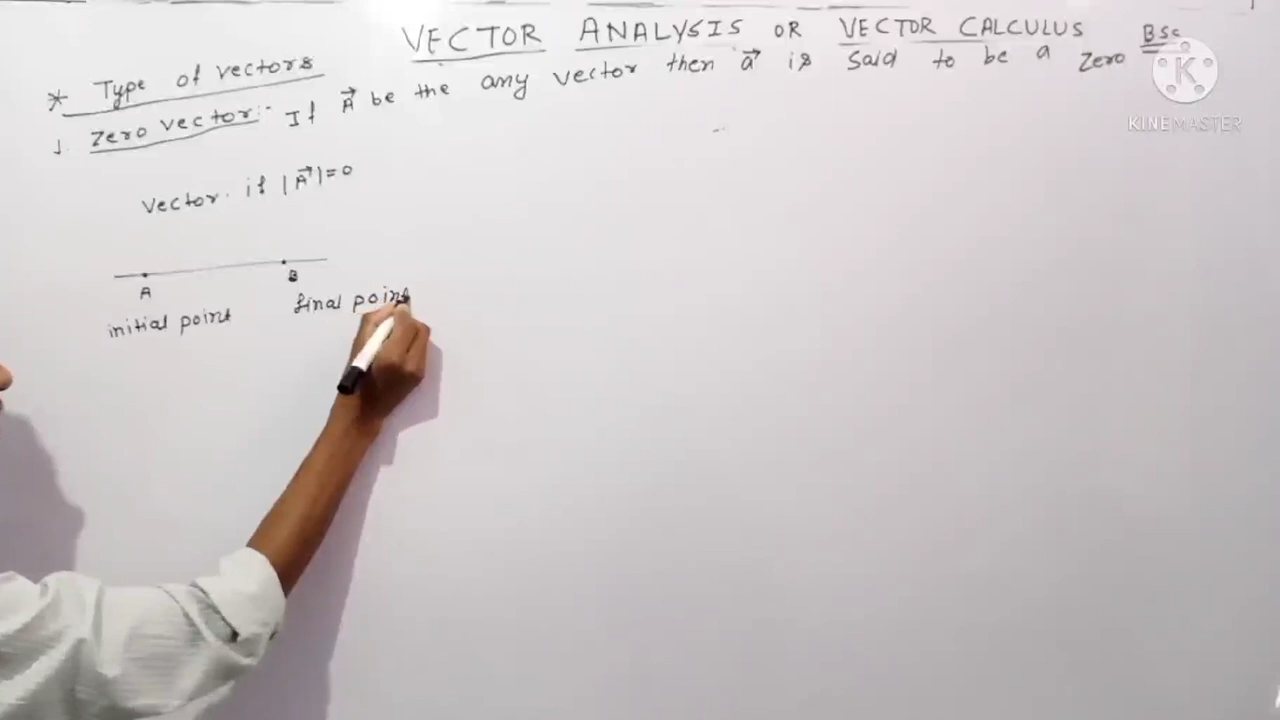 VECTOR ANALYSIS OR VECTOR CALCULUS BSc
* Type of vectors
1. Zero vector:- If A⃗ be the any vector then a⃗ is said to be a zero
vector. if |A⃗|=0
A B
initial point final point
K
KINEMASTER